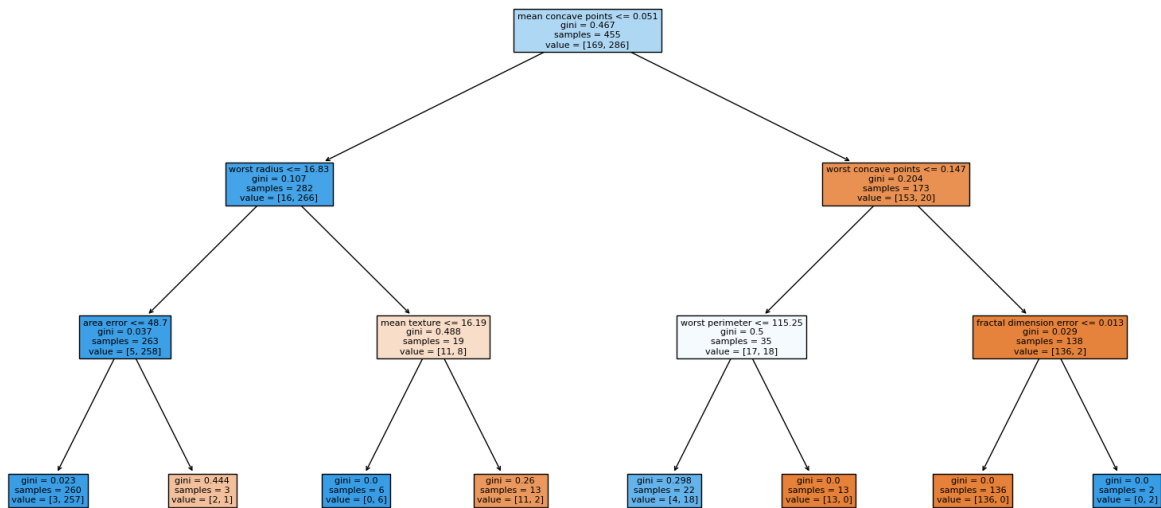 mean concave points <= 0.051
gini = 0.467
samples = 455
value = [169, 286]
worst radius <= 16.83
gini = 0.107
samples = 282
value = [16, 266]
worst concave points <= 0.147
gini = 0.204
samples = 173
value = [153, 20]
area error <= 48.7
gini = 0.037
samples = 263
value = [5, 258]
mean texture <= 16.19
gini = 0.488
samples = 19
value = [11, 8]
worst perimeter <= 115.25
gini = 0.5
samples = 35
value = [17, 18]
fractal dimension error <= 0.013
gini = 0.029
samples = 138
value = [136, 2]
gini = 0.023
samples = 260
value = [3, 257]
gini = 0.444
samples = 3
value = [2, 1]
gini = 0.0
samples = 6
value = [0, 6]
gini = 0.26
samples = 13
value = [11, 2]
gini = 0.298
samples = 22
value = [4, 18]
gini = 0.0
samples = 13
value = [13, 0]
gini = 0.0
samples = 136
value = [136, 0]
gini = 0.0
samples = 2
value = [0, 2]